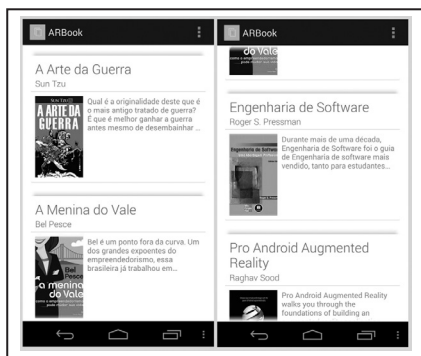 ARBook
A Arte da Guerra
Sun Tzu
SUN TZU
A ARTE DA
GUERRA
Qual é a originalidade deste que é
o mais antigo tratado de guerra?
É que é melhor ganhar a guerra
antes mesmo de desembainhar ...
A Menina do Vale
Bel Pesce
Bel
Pesce
a menina
do Vale
Bel é um ponto fora da curva. Um
dos grandes expoentes do
empreendedorismo, essa
brasileira já trabalhou em...
ARBook
do Vale
Engenharia de Software
Roger S. Pressman
Engenharia de Software
Durante mais de uma década,
Engenharia de Software foi o guia
de Engenharia de software mais
vendido, tanto para estudantes...
Pro Android Augmented
Reality
Raghav Sood
Pro Android Augmented Reality
walks you through the
foundations of building an